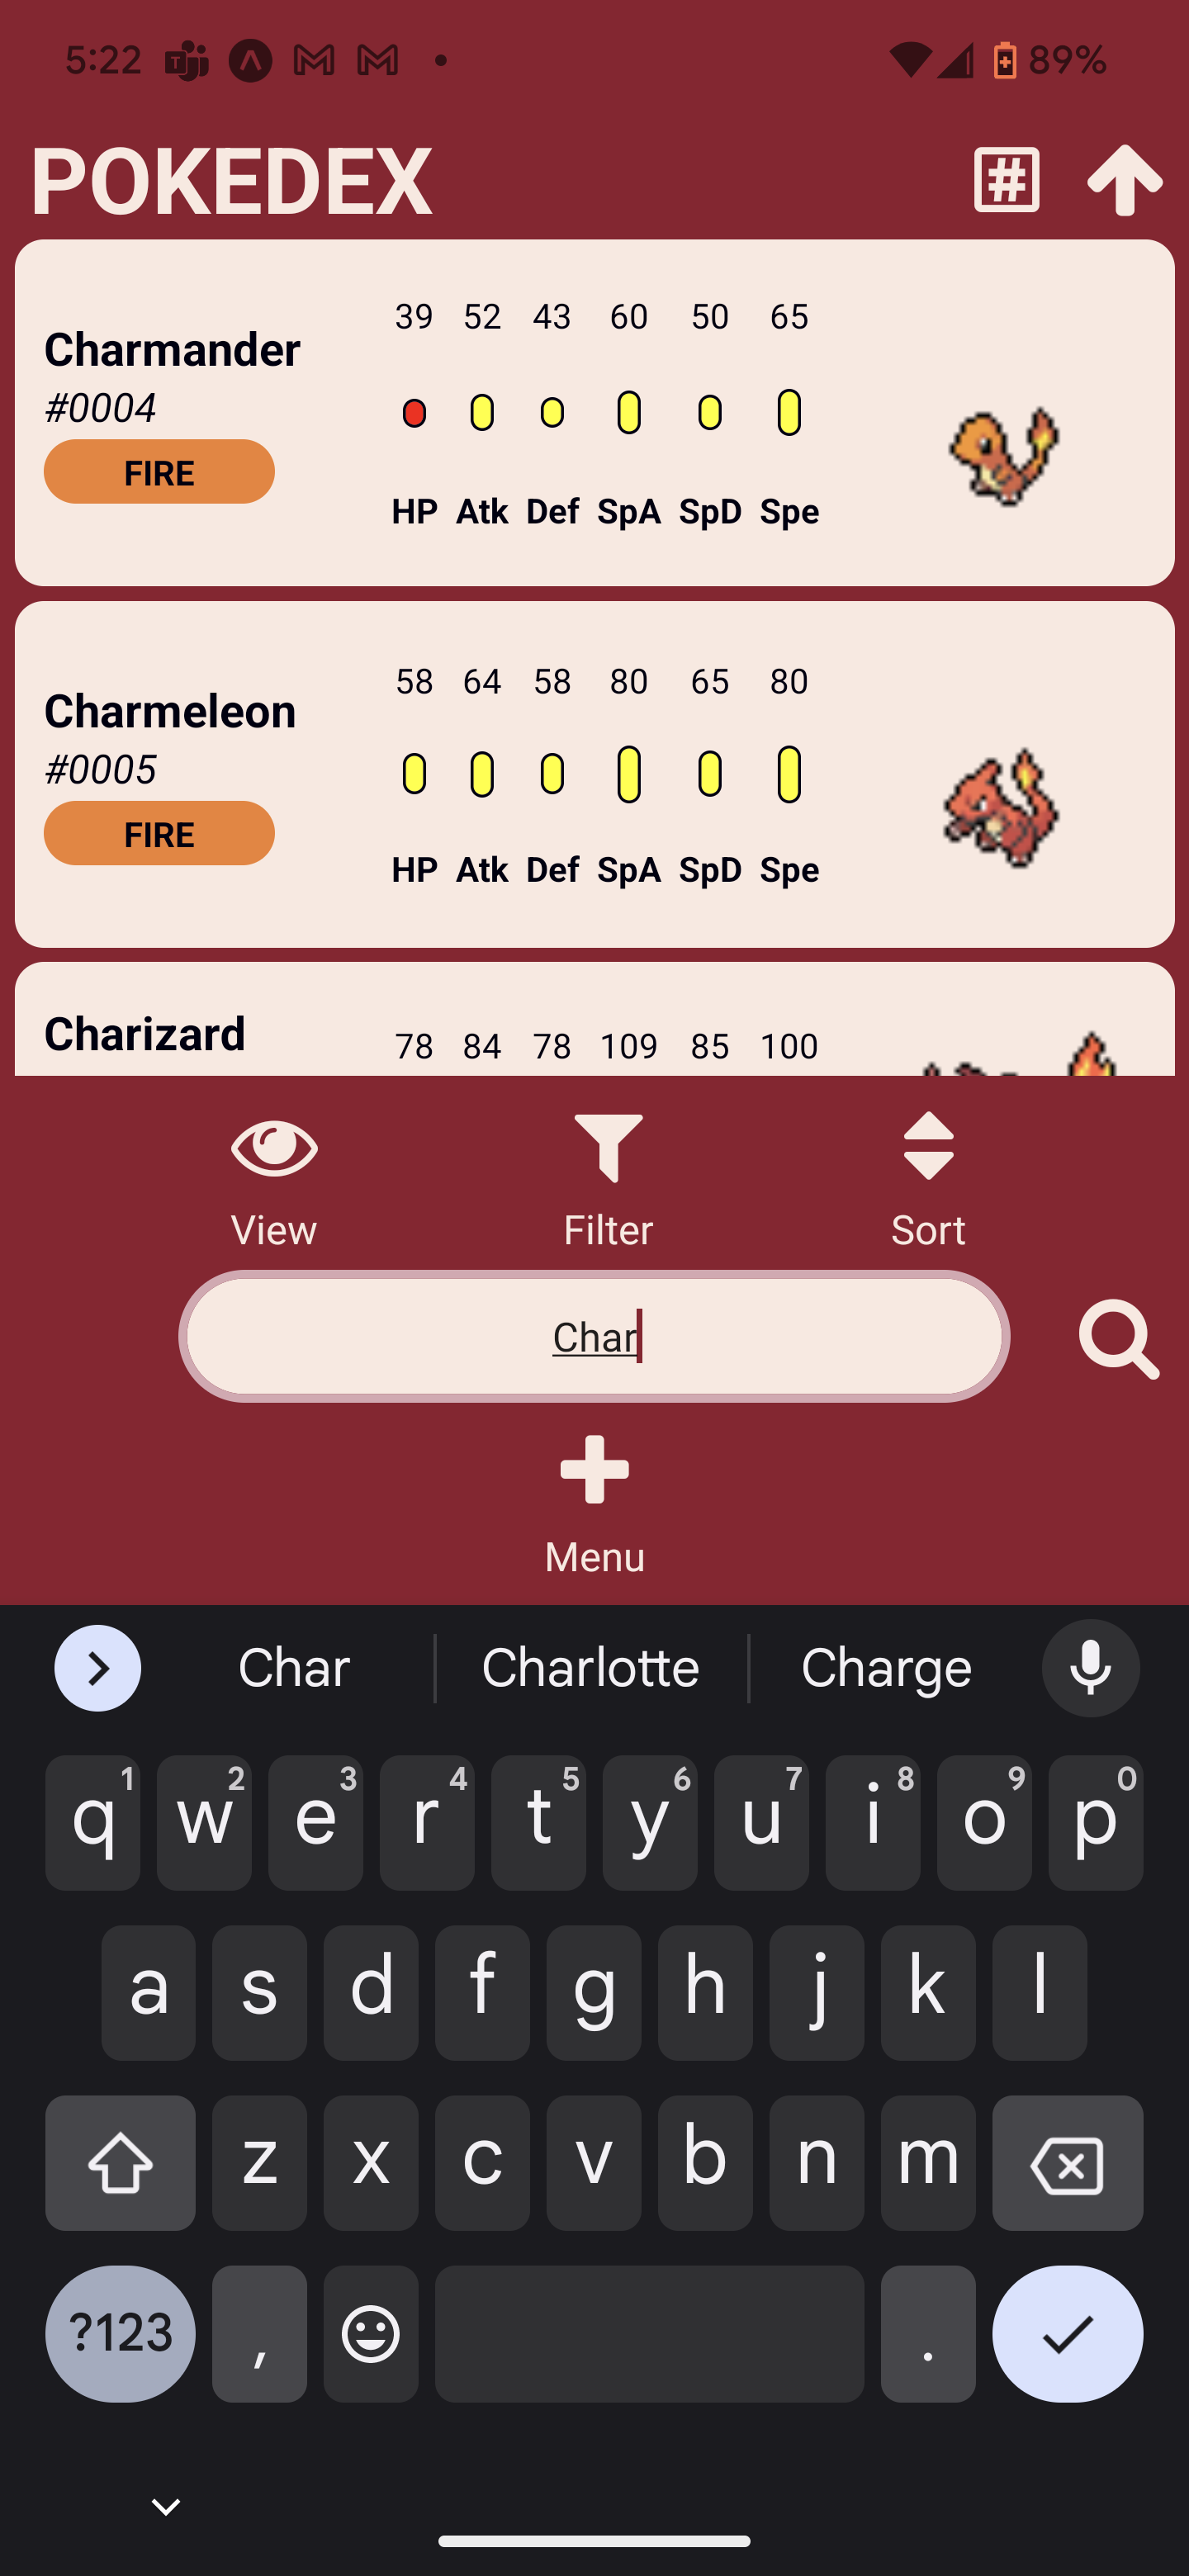 5:22 89%
POKEDEX #
Charmander
#0004
FIRE
39 52 43 60 50 65
HP Atk Def SpA SpD Spe
Charmeleon
#0005
FIRE
58 64 58 80 65 80
HP Atk Def SpA SpD Spe
Charizard
78 84 78 109 85 100
View Filter Sort
Char
Menu
Char Charlotte Charge
q1 w2 e3 r4 t5 y6 u7 i8 o9 p0
a s d f g h j k l
z x c v b n m
?123 , .